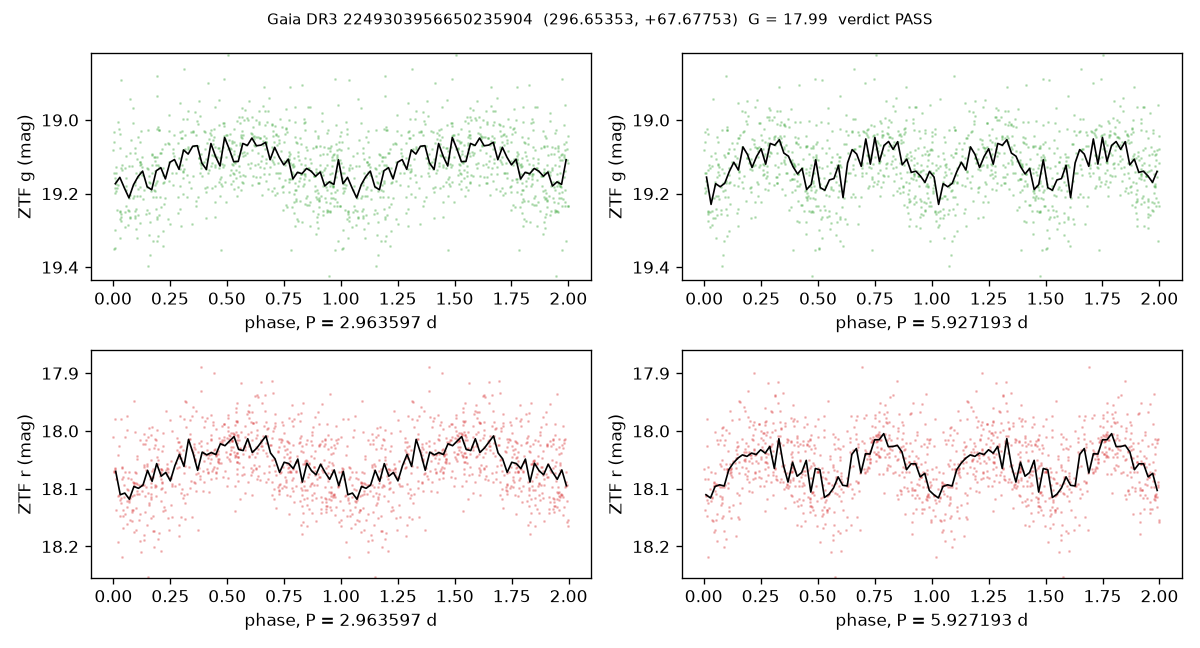 Gaia DR3 2249303956650235904 (296.65353, +67.67753) G = 17.99 verdict PASS
ZTF g (mag)
19.0
19.2
19.4
0.00 0.25 0.50 0.75 1.00 1.25 1.50 1.75 2.00
phase, P = 2.963597 d
ZTF g (mag)
19.0
19.2
19.4
0.00 0.25 0.50 0.75 1.00 1.25 1.50 1.75 2.00
phase, P = 5.927193 d
ZTF r (mag)
17.9
18.0
18.1
18.2
0.00 0.25 0.50 0.75 1.00 1.25 1.50 1.75 2.00
phase, P = 2.963597 d
ZTF r (mag)
17.9
18.0
18.1
18.2
0.00 0.25 0.50 0.75 1.00 1.25 1.50 1.75 2.00
phase, P = 5.927193 d